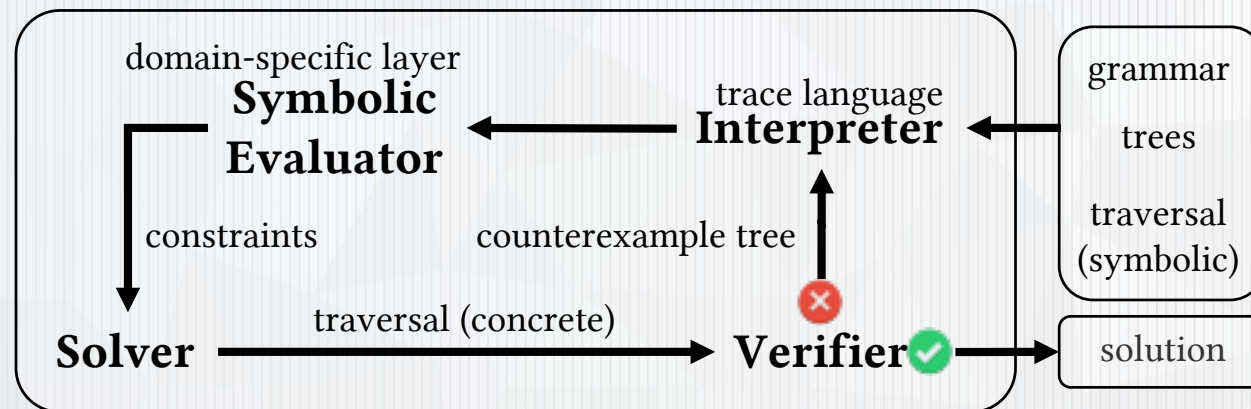 domain-specific layer
Symbolic
Evaluator
trace language
Interpreter
grammar
trees
traversal
(symbolic)
constraints
counterexample tree
traversal (concrete)
Solver
Verifier
solution